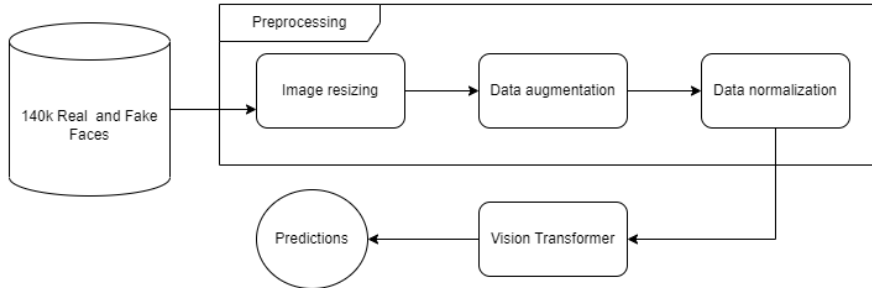 Preprocessing
140k Real and Fake
Faces
Image resizing
Data augmentation
Data normalization
Predictions
Vision Transformer